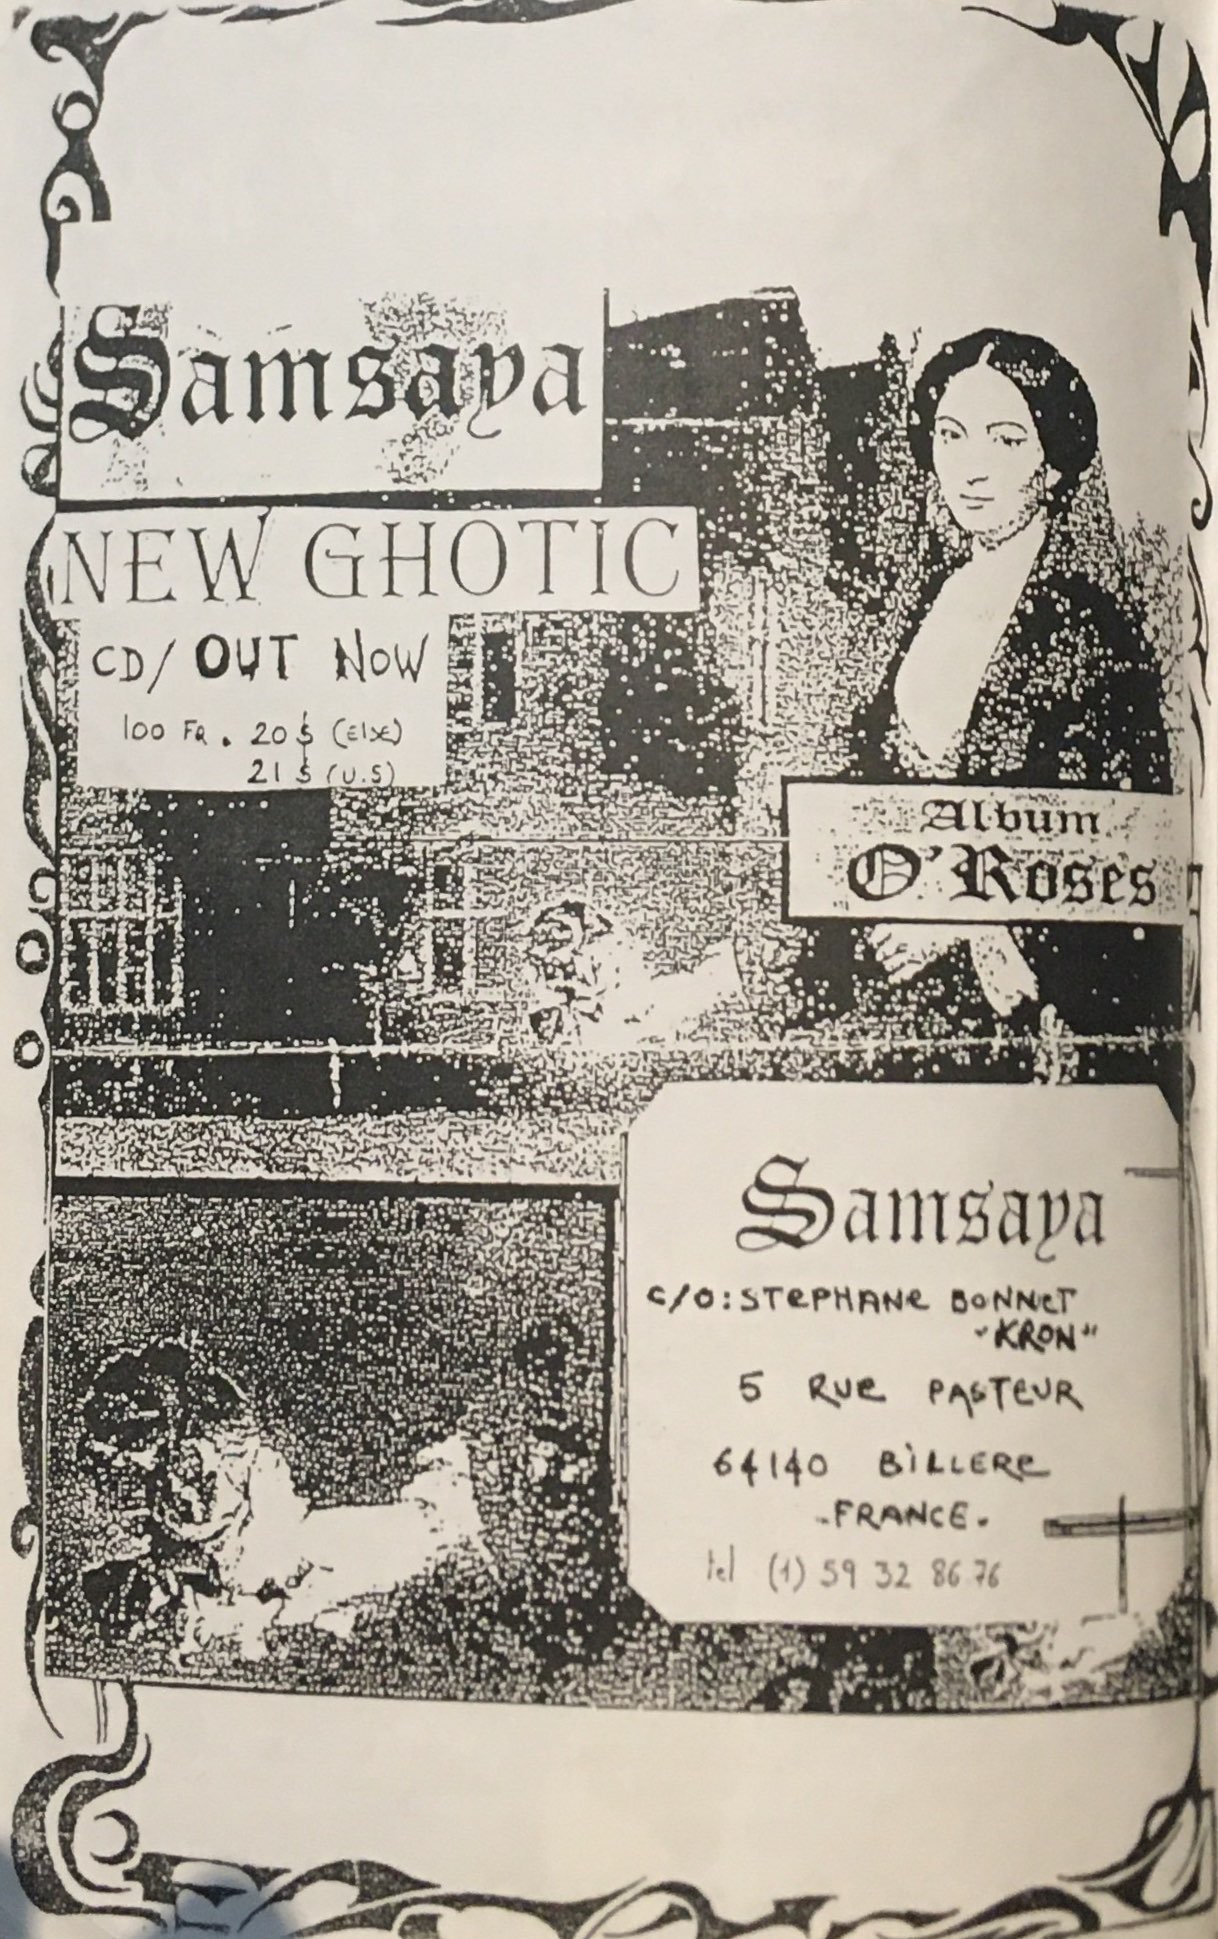 Samsaya
NEW GHOTIC
CD/ OUT NOW
100 FR. 20$ (ElsE)
21$ (U.S)
Album
O'Roses
Samsaya
C/O: STEPHANE BONNET
"KRON"
5 RUE PASTEUR
64140 BiLLERE
-FRANCE-
tel (1) 59 32 86 76